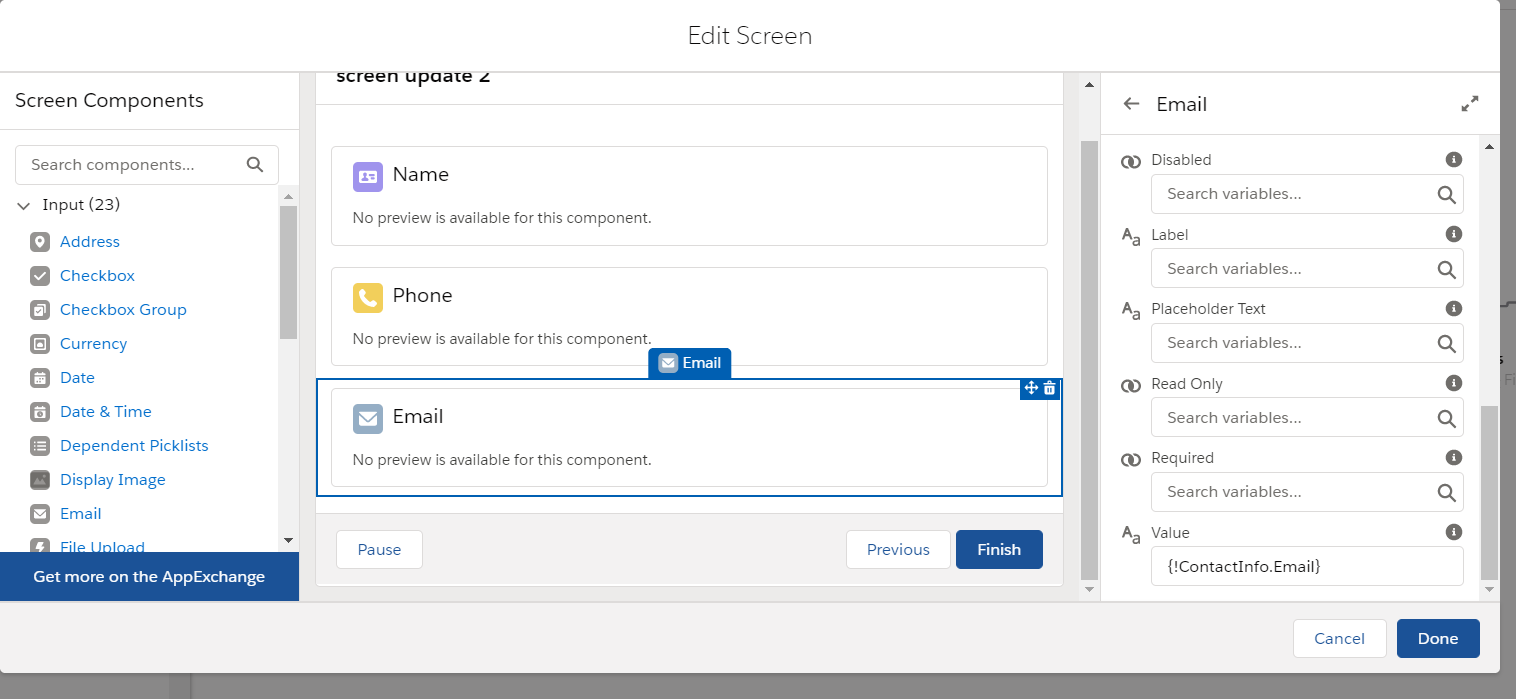 Edit Screen
Screen Components
Search components...
Input (23)
Address
Checkbox
Checkbox Group
Currency
Date
Date & Time
Dependent Picklists
Display Image
Email
File Upload
Get more on the AppExchange
screen update 2
Name
No preview is available for this component.
Phone
No preview is available for this component.
Email
Email
No preview is available for this component.
Pause
Previous
Finish
Email
Disabled
Search variables...
Label
Search variables...
Placeholder Text
Search variables...
Read Only
Search variables...
Required
Search variables...
Value
{!ContactInfo.Email}
Cancel
Done